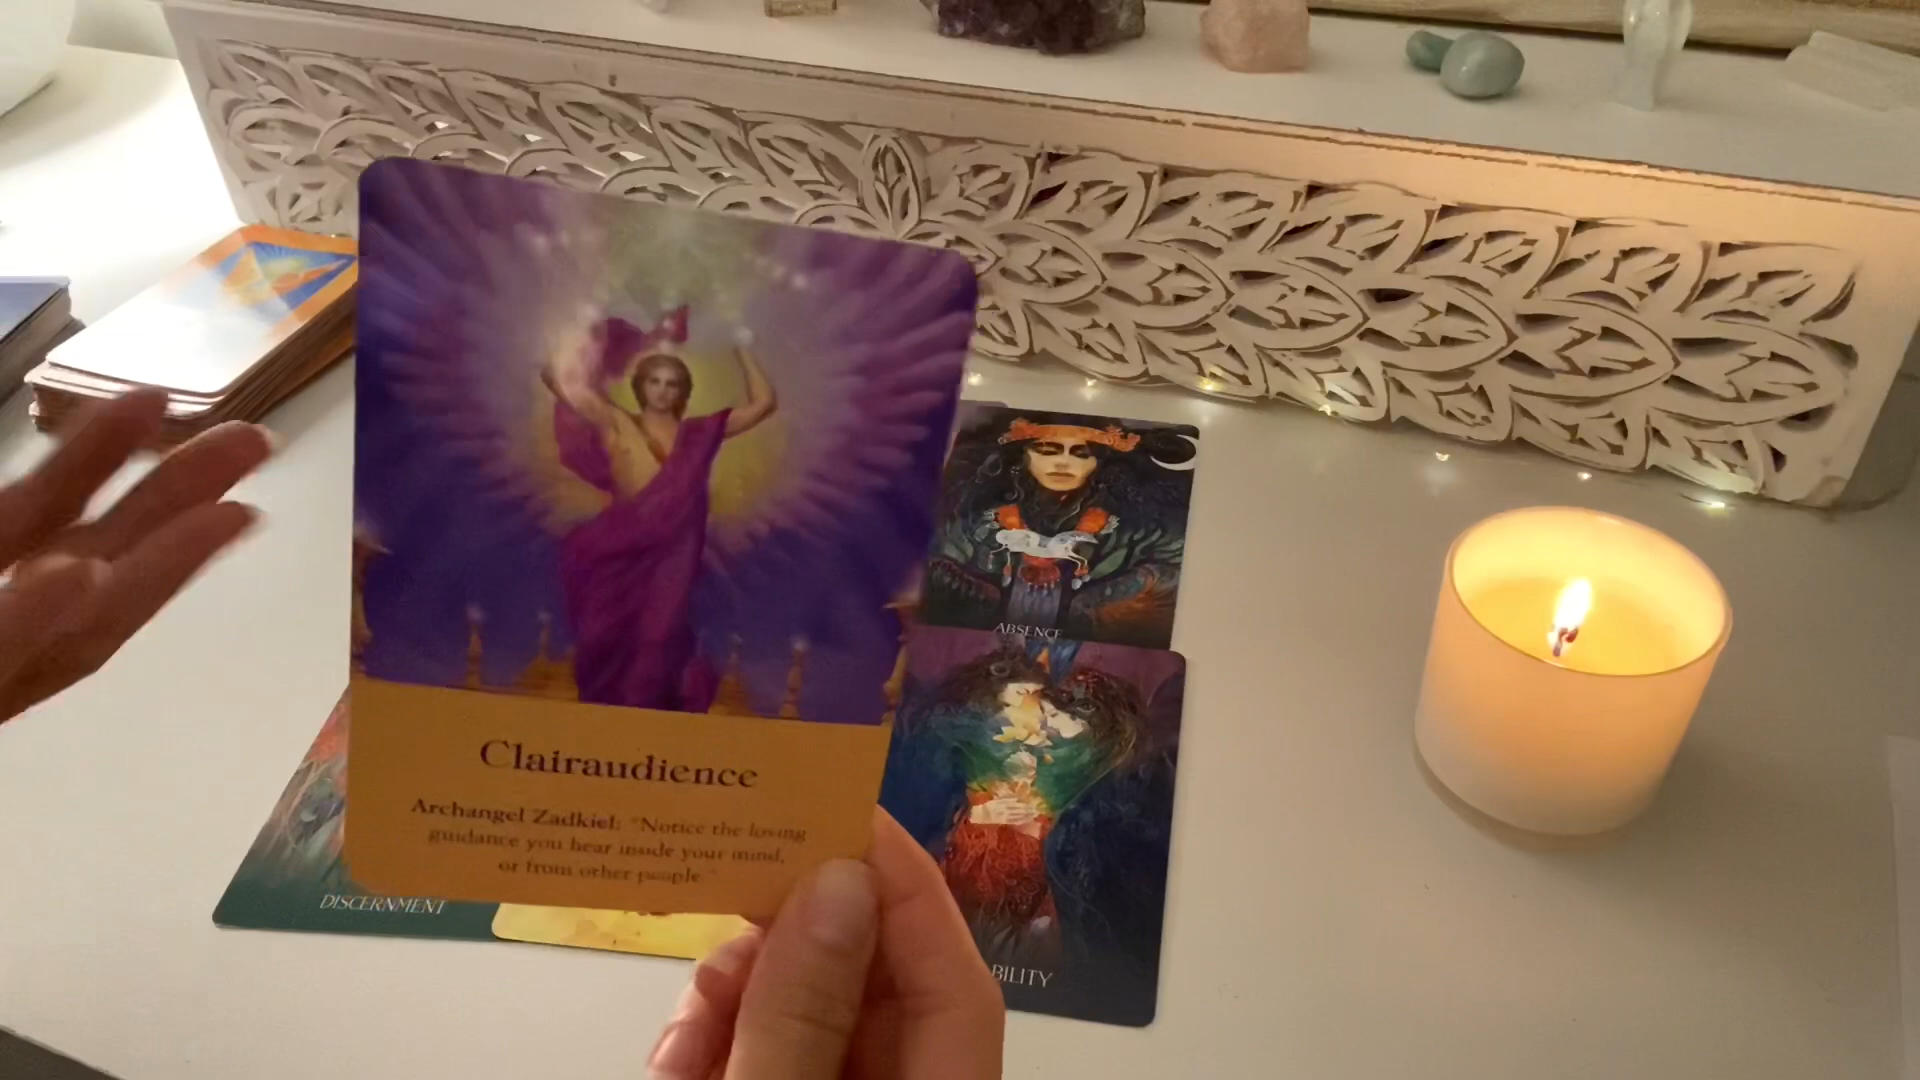 ABSENCE
Clairaudience
Archangel Zadkiel: "Notice the loving
guidance you hear inside your mind,
or from other people."
DISCERNMENT
BILITY